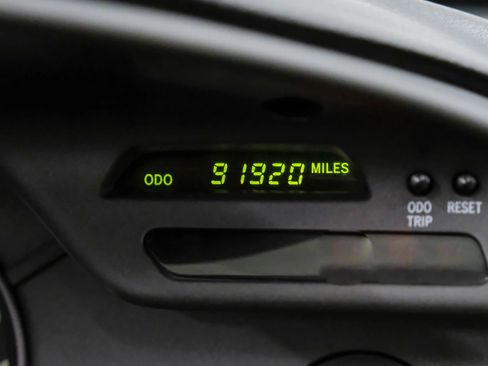 ODO 91920 MILES
ODO
TRIP
RESET